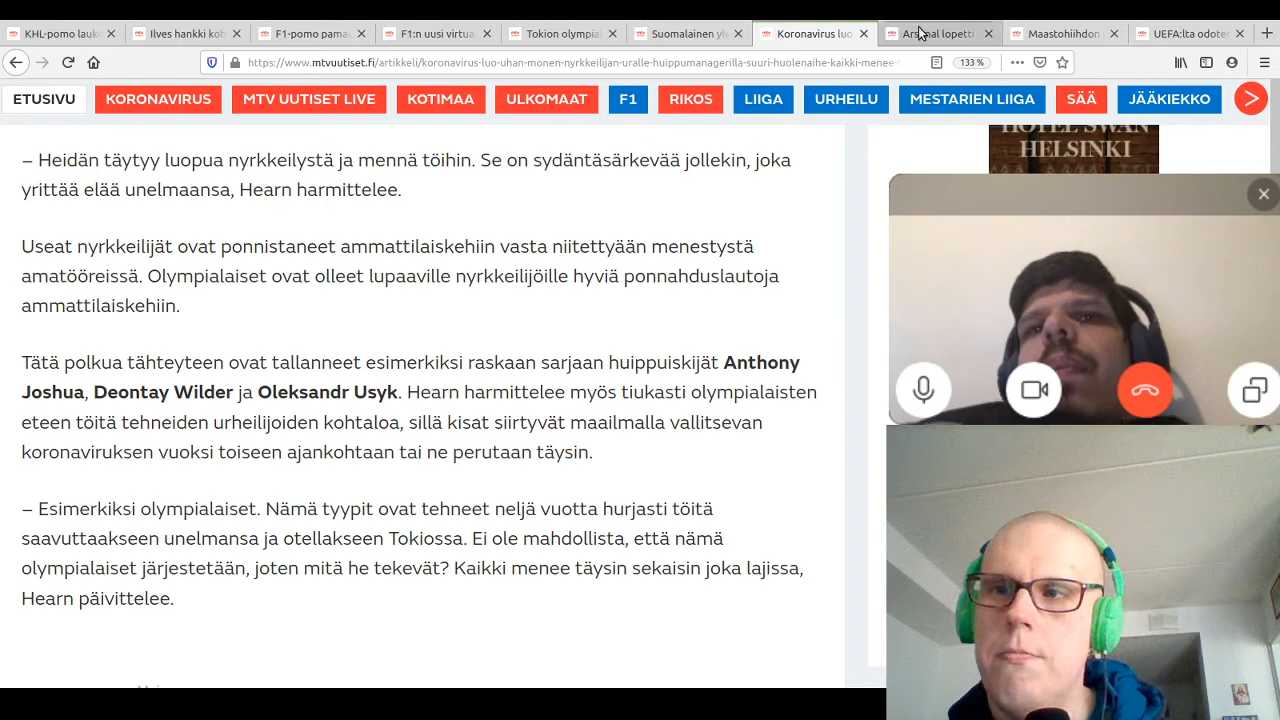 KHL-pomo lauko
Ilves hankki koh
F1-pomo pama
F1:n uusi virtua
Tokion olympia
Suomalainen yl
Koronavirus luo
Arsenal lopetti
Maastohiihdon
UEFA:lta odote
https://www.mtvuutiset.fi/artikkeli/koronavirus-luo-uhan-monen-nyrkkeilijan-uralle-huippumanagerilla-suuri-huolenaihe-kaikki-menee-
133 %
ETUSIVU
KORONAVIRUS
MTV UUTISET LIVE
KOTIMAA
ULKOMAAT
F1
RIKOS
LIIGA
URHEILU
MESTARIEN LIIGA
SÄÄ
JÄÄKIEKKO
– Heidän täytyy luopua nyrkkeilystä ja mennä töihin. Se on sydäntäsärkevää jollekin, joka
yrittää elää unelmaansa, Hearn harmittelee.
Useat nyrkkeilijät ovat ponnistaneet ammattilaiskehiin vasta niitettyään menestystä
amatööreissä. Olympialaiset ovat olleet lupaaville nyrkkeilijöille hyviä ponnahduslautoja
ammattilaiskehiin.
Tätä polkua tähteyteen ovat tallanneet esimerkiksi raskaan sarjaan huippuiskijät Anthony
Joshua, Deontay Wilder ja Oleksandr Usyk. Hearn harmittelee myös tiukasti olympialaisten
eteen töitä tehneiden urheilijoiden kohtaloa, sillä kisat siirtyvät maailmalla vallitsevan
koronaviruksen vuoksi toiseen ajankohtaan tai ne perutaan täysin.
– Esimerkiksi olympialaiset. Nämä tyypit ovat tehneet neljä vuotta hurjasti töitä
saavuttaakseen unelmansa ja otellakseen Tokiossa. Ei ole mahdollista, että nämä
olympialaiset järjestetään, joten mitä he tekevät? Kaikki menee täysin sekaisin joka lajissa,
Hearn päivittelee.
HOTEL SWAN
HELSINKI